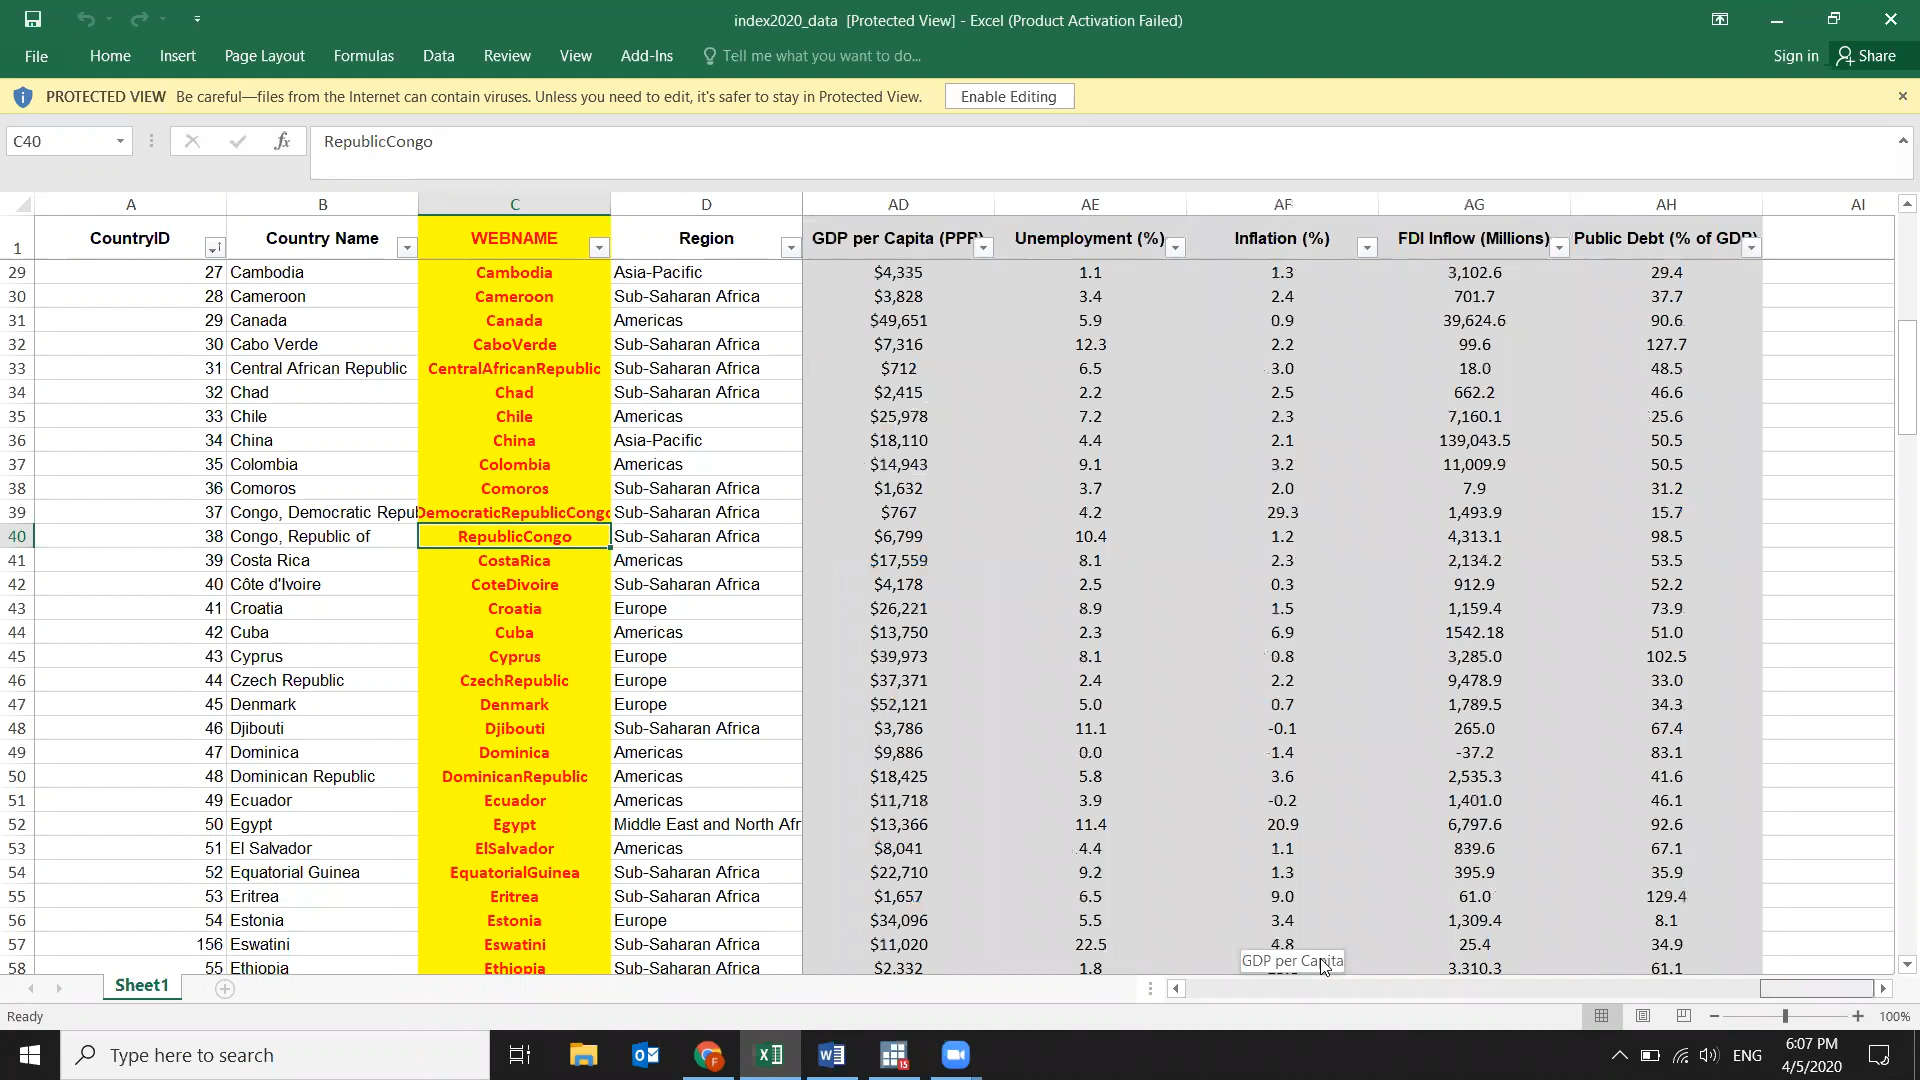 index2020_data [Protected View] - Excel (Product Activation Failed)
File Home Insert Page Layout Formulas Data Review View Add-Ins Tell me what you want to do... Sign in Share
PROTECTED VIEW Be careful—files from the Internet can contain viruses. Unless you need to edit, it's safer to stay in Protected View. Enable Editing
C40 fx RepublicCongo
A B C D AD AE AF AG AH AI
1 CountryID Country Name WEBNAME Region GDP per Capita (PPP) Unemployment (%) Inflation (%) FDI Inflow (Millions) Public Debt (% of GDP)
29 27 Cambodia Cambodia Asia-Pacific $4,335 1.1 1.3 3,102.6 29.4
30 28 Cameroon Cameroon Sub-Saharan Africa $3,828 3.4 2.4 701.7 37.7
31 29 Canada Canada Americas $49,651 5.9 0.9 39,624.6 90.6
32 30 Cabo Verde CaboVerde Sub-Saharan Africa $7,316 12.3 2.2 99.6 127.7
33 31 Central African Republic CentralAfricanRepublic Sub-Saharan Africa $712 6.5 3.0 18.0 48.5
34 32 Chad Chad Sub-Saharan Africa $2,415 2.2 2.5 662.2 46.6
35 33 Chile Chile Americas $25,978 7.2 2.3 7,160.1 25.6
36 34 China China Asia-Pacific $18,110 4.4 2.1 139,043.5 50.5
37 35 Colombia Colombia Americas $14,943 9.1 3.2 11,009.9 50.5
38 36 Comoros Comoros Sub-Saharan Africa $1,632 3.7 2.0 7.9 31.2
39 37 Congo, Democratic Repub DemocraticRepublicCongo Sub-Saharan Africa $767 4.2 29.3 1,493.9 15.7
40 38 Congo, Republic of RepublicCongo Sub-Saharan Africa $6,799 10.4 1.2 4,313.1 98.5
41 39 Costa Rica CostaRica Americas $17,559 8.1 2.3 2,134.2 53.5
42 40 Côte d'Ivoire CoteDivoire Sub-Saharan Africa $4,178 2.5 0.3 912.9 52.2
43 41 Croatia Croatia Europe $26,221 8.9 1.5 1,159.4 73.9
44 42 Cuba Cuba Americas $13,750 2.3 6.9 1542.18 51.0
45 43 Cyprus Cyprus Europe $39,973 8.1 0.8 3,285.0 102.5
46 44 Czech Republic CzechRepublic Europe $37,371 2.4 2.2 9,478.9 33.0
47 45 Denmark Denmark Europe $52,121 5.0 0.7 1,789.5 34.3
48 46 Djibouti Djibouti Sub-Saharan Africa $3,786 11.1 -0.1 265.0 67.4
49 47 Dominica Dominica Americas $9,886 0.0 1.4 -37.2 83.1
50 48 Dominican Republic DominicanRepublic Americas $18,425 5.8 3.6 2,535.3 41.6
51 49 Ecuador Ecuador Americas $11,718 3.9 -0.2 1,401.0 46.1
52 50 Egypt Egypt Middle East and North Afr $13,366 11.4 20.9 6,797.6 92.6
53 51 El Salvador ElSalvador Americas $8,041 4.4 1.1 839.6 67.1
54 52 Equatorial Guinea EquatorialGuinea Sub-Saharan Africa $22,710 9.2 1.3 395.9 35.9
55 53 Eritrea Eritrea Sub-Saharan Africa $1,657 6.5 9.0 61.0 129.4
56 54 Estonia Estonia Europe $34,096 5.5 3.4 1,309.4 8.1
57 156 Eswatini Eswatini Sub-Saharan Africa $11,020 22.5 4.8 25.4 34.9
58 55 Ethiopia Ethiopia Sub-Saharan Africa $2,332 1.8 3,310.3 61.1
GDP per Capita
Sheet1
Ready 100%
Type here to search ENG 6:07 PM
4/5/2020